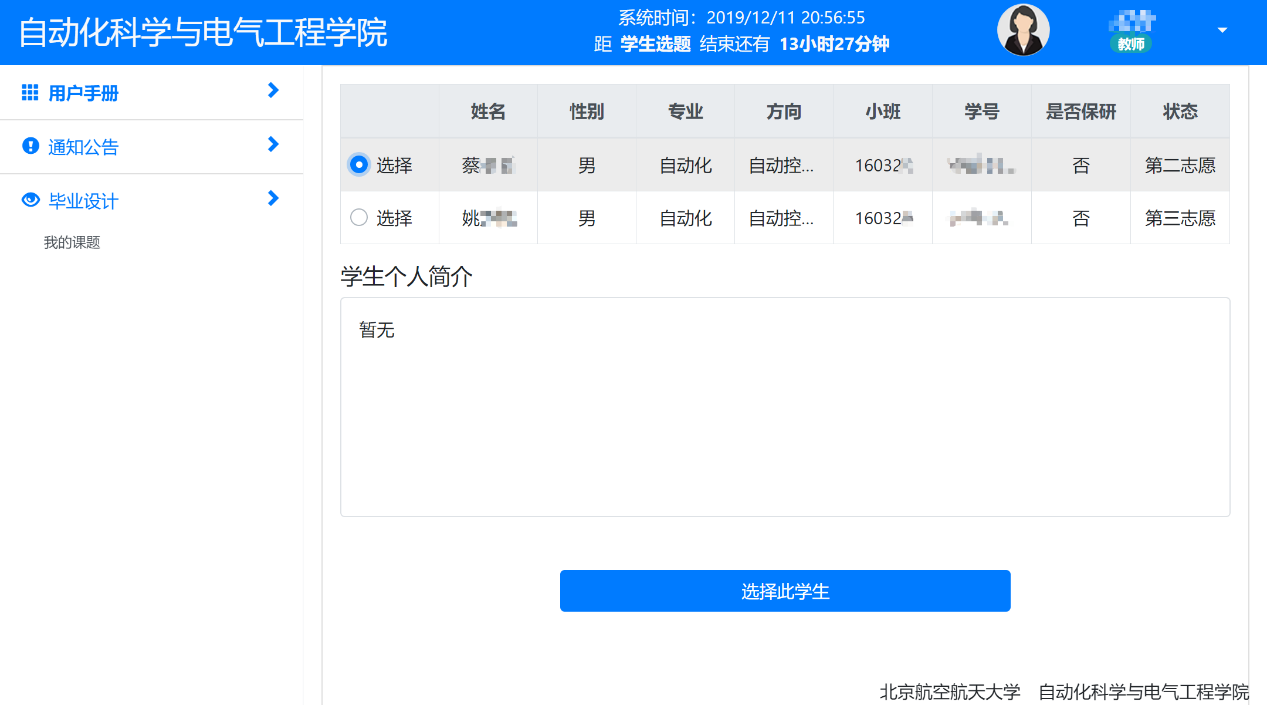 自动化科学与电气工程学院
系统时间：2019/12/11 20:56:55
距 学生选题 结束还有 13小时27分钟
教师
用户手册
通知公告
毕业设计
我的课题
姓名 性别 专业 方向 小班 学号 是否保研 状态
选择 蔡 男 自动化 自动控... 16032 否 第二志愿
选择 姚 男 自动化 自动控... 16032 否 第三志愿
学生个人简介
暂无
选择此学生
北京航空航天大学 自动化科学与电气工程学院